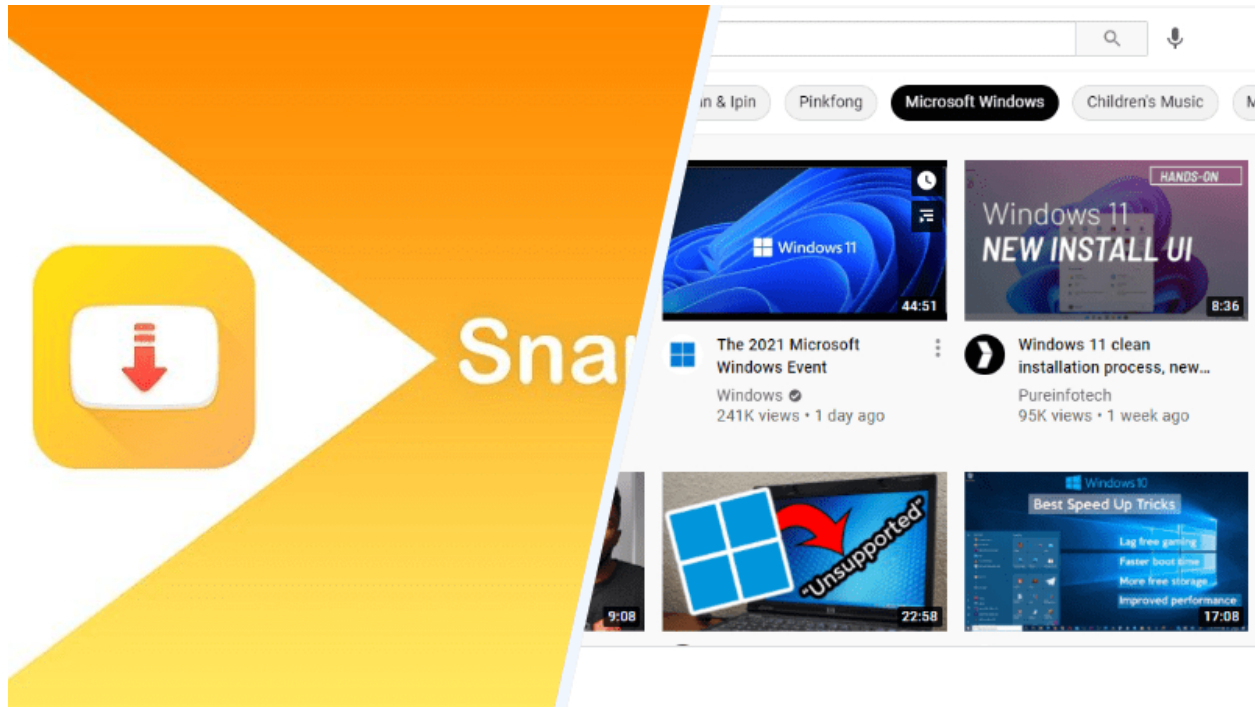 Sna
n & Ipin
Pinkfong
Microsoft Windows
Children's Music
M
Windows 11
44:51
HANDS-ON
Windows 11
NEW INSTALL UI
8:36
The 2021 Microsoft
Windows Event
Windows
241K views • 1 day ago
Windows 11 clean
installation process, new...
Pureinfotech
95K views • 1 week ago
9:08
"Unsupported"
22:58
Windows 10
Best Speed Up Tricks
Lag free gaming
Faster boot time
More free storage
Improved performance
17:08